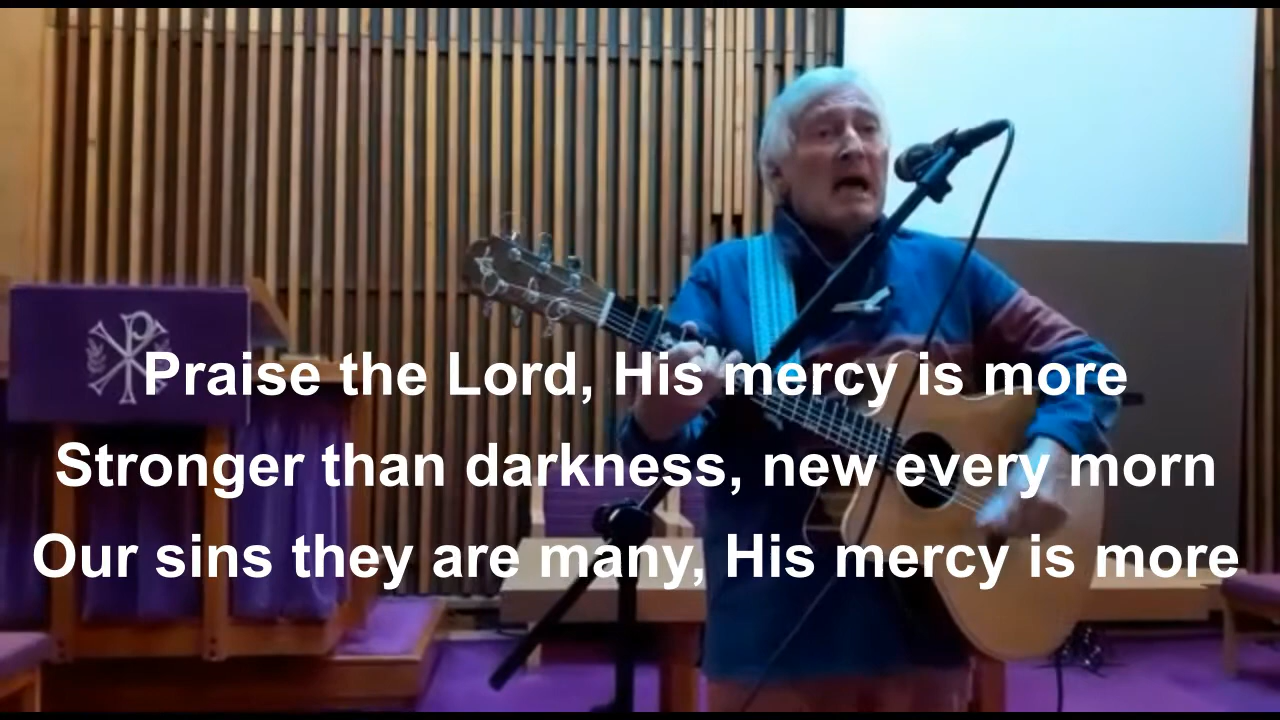 Praise the Lord, His mercy is more
Stronger than darkness, new every morn
Our sins they are many, His mercy is more